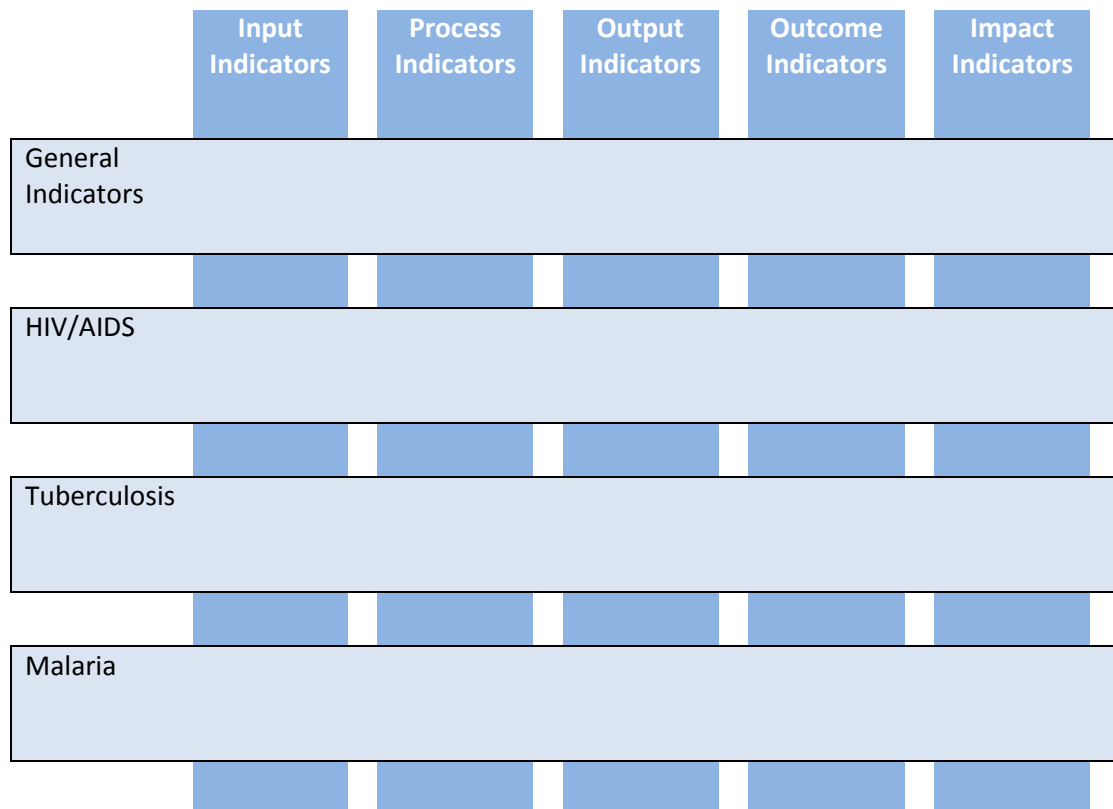 Input
Indicators
Process
Indicators
Output
Indicators
Outcome
Indicators
Impact
Indicators
General
Indicators
HIV/AIDS
Tuberculosis
Malaria